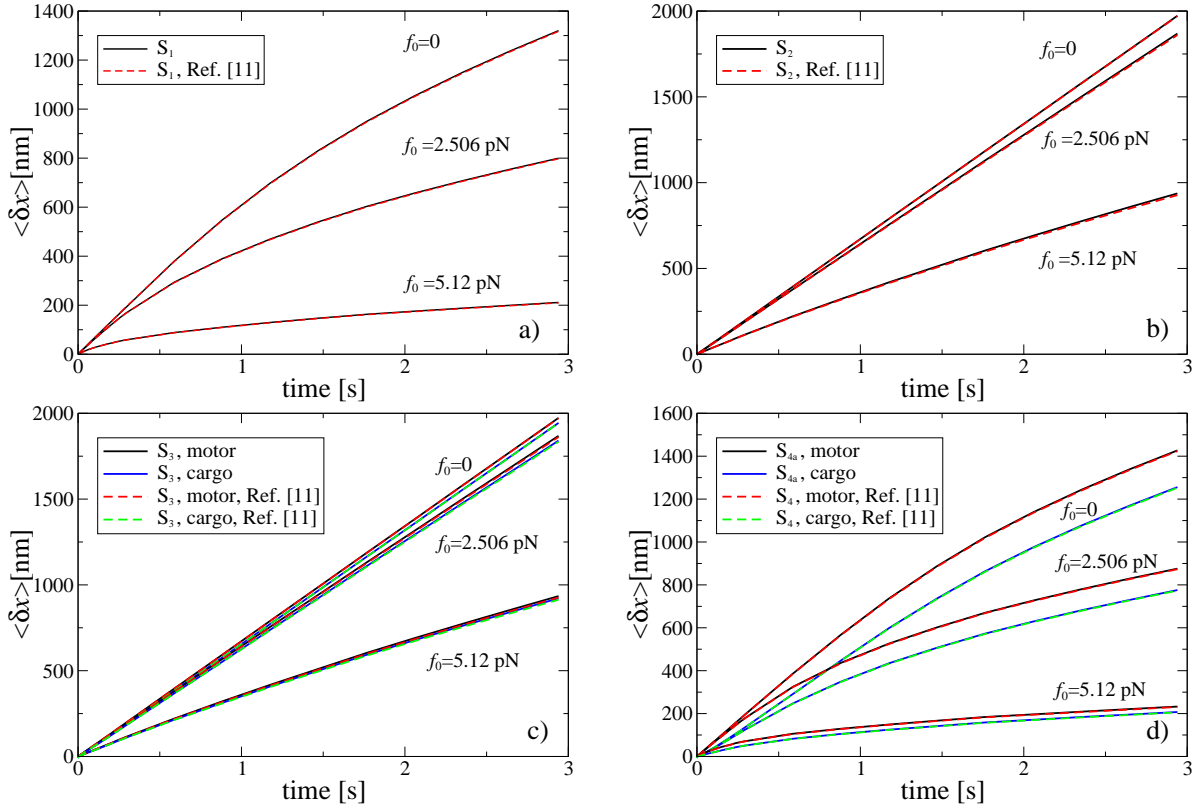 1400
1200
1000
800
600
400
200
0
<δx>[nm]
S₁
S₁, Ref. [11]
f₀=0
f₀ =2.506 pN
f₀ =5.12 pN
a)
0 1 2 3
time [s]
2000
1500
1000
500
0
<δx>[nm]
S₂
S₂, Ref. [11]
f₀=0
f₀ =2.506 pN
f₀ =5.12 pN
b)
0 1 2 3
time [s]
2000
1500
1000
500
0
<δx>[nm]
S₃, motor
S₃, cargo
S₃, motor, Ref. [11]
S₃, cargo, Ref. [11]
f₀=0
f₀=2.506 pN
f₀=5.12 pN
c)
0 1 2 3
time [s]
1600
1400
1200
1000
800
600
400
200
0
<δx>[nm]
S₄ₐ, motor
S₄ₐ, cargo
S₄, motor, Ref. [11]
S₄, cargo, Ref. [11]
f₀=0
f₀=2.506 pN
f₀=5.12 pN
d)
0 1 2 3
time [s]